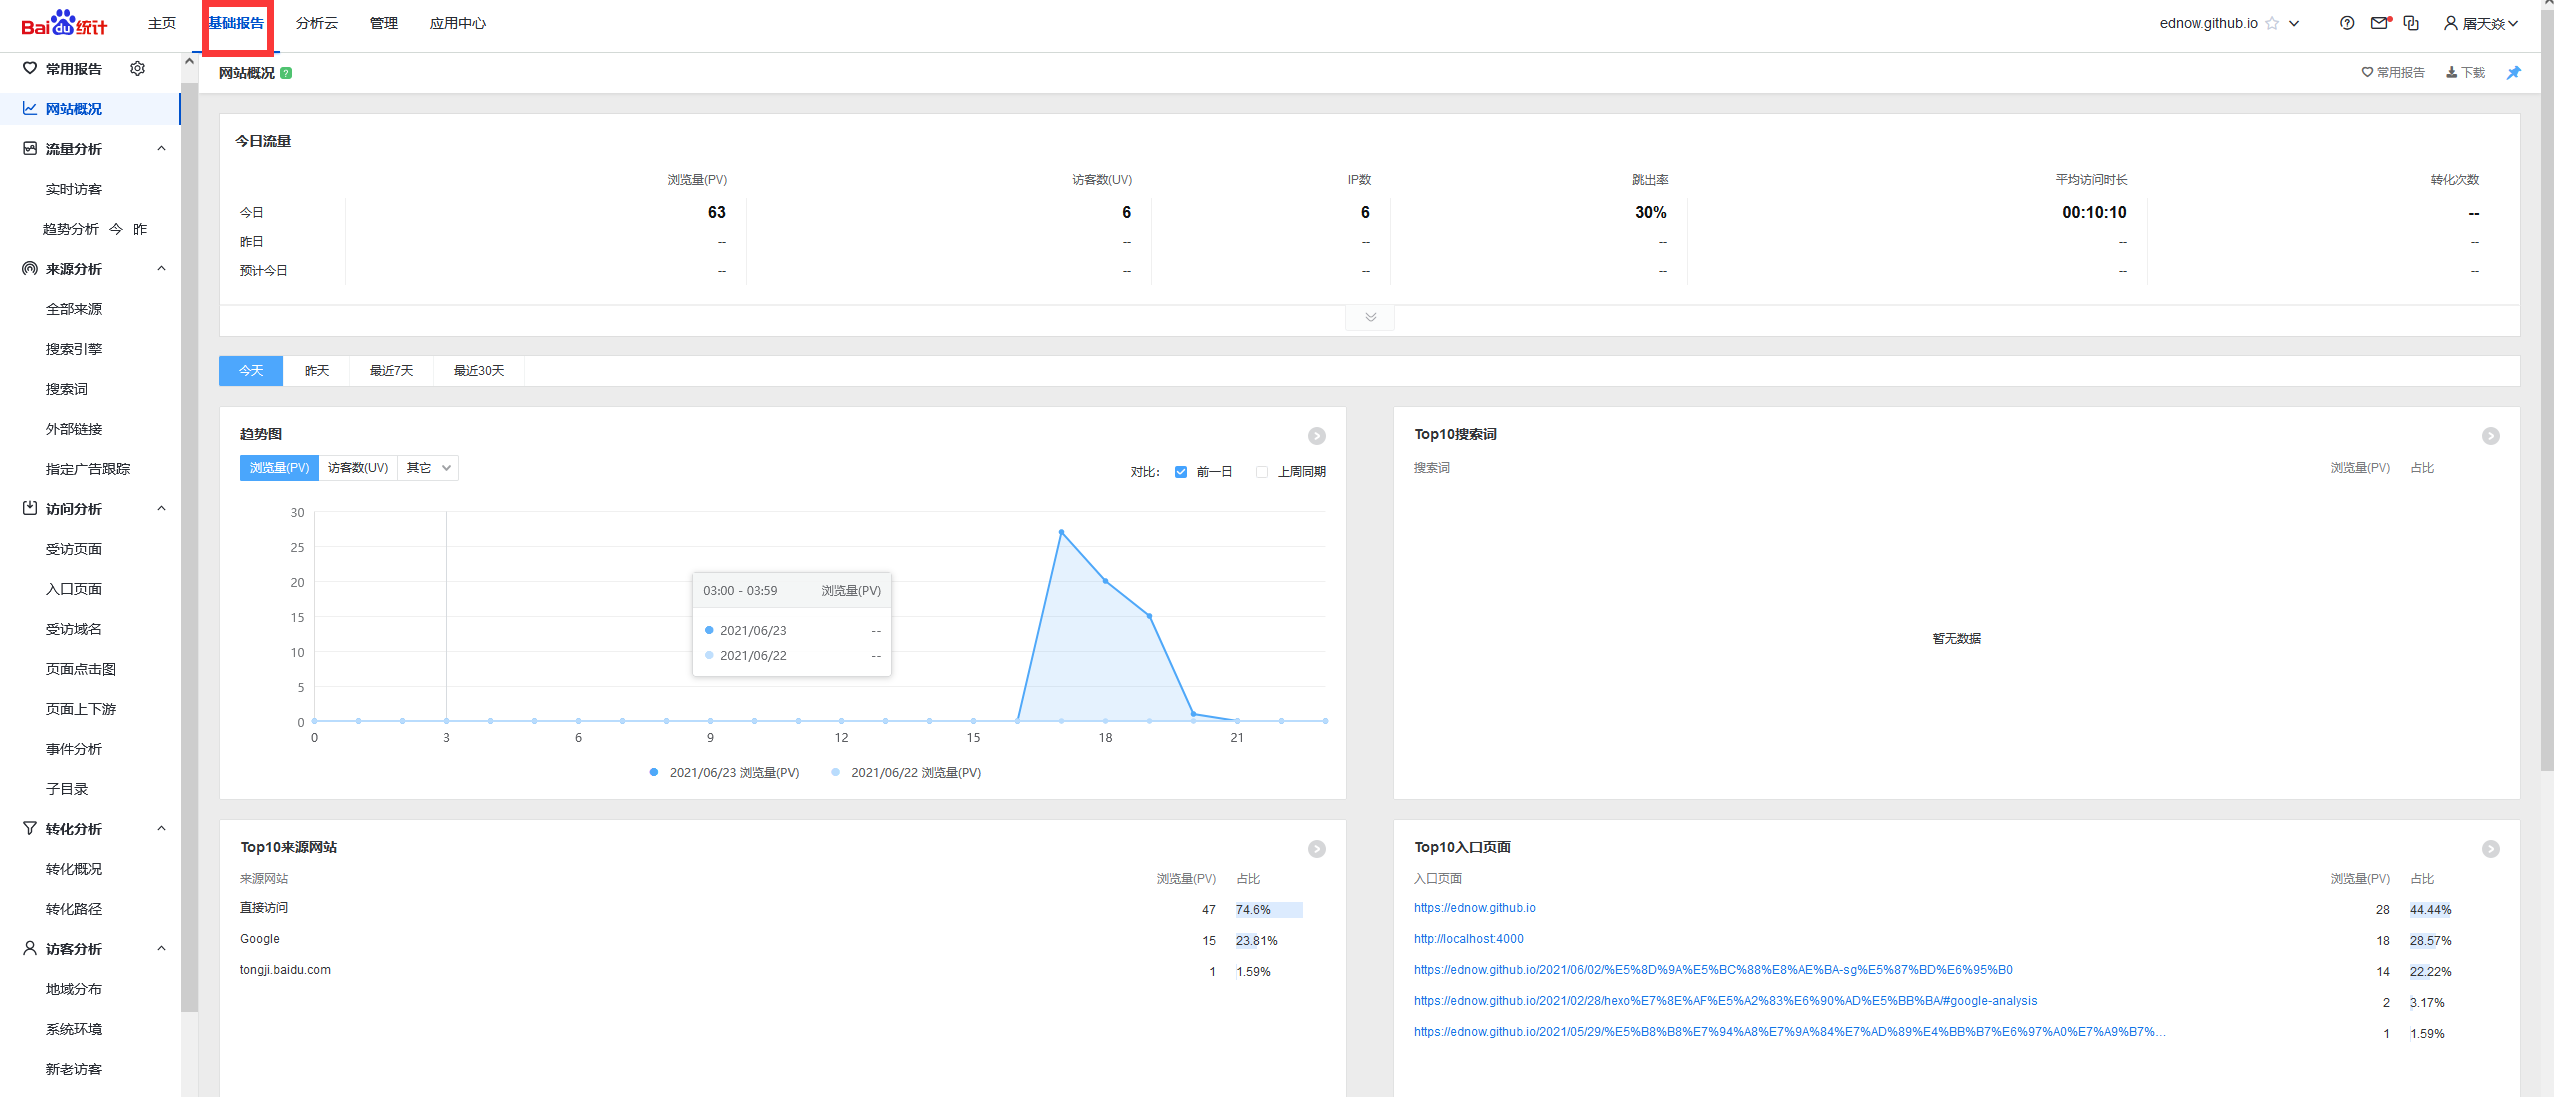 Bai du 统计 主页 基础报告 分析云 管理 应用中心 ednow.github.io 屠天焱
常用报告
网站概况
流量分析
实时访客
趋势分析 今 昨
来源分析
全部来源
搜索引擎
搜索词
外部链接
指定广告跟踪
访问分析
受访页面
入口页面
受访域名
页面点击图
页面上下游
事件分析
子目录
转化分析
转化概况
转化路径
访客分析
地域分布
系统环境
新老访客
网站概况 ? 常用报告 下载
今日流量
浏览量(PV) 访客数(UV) IP数 跳出率 平均访问时长 转化次数
今日 63 6 6 30% 00:10:10 --
昨日 -- -- -- -- -- --
预计今日 -- -- -- -- -- --
今天 昨天 最近7天 最近30天
趋势图
浏览量(PV) 访客数(UV) 其它 对比: 前一日 上周同期
30
25
20
15
10
5
0
0 3 6 9 12 15 18 21
03:00 - 03:59 浏览量(PV)
2021/06/23 --
2021/06/22 --
2021/06/23 浏览量(PV) 2021/06/22 浏览量(PV)
Top10搜索词
搜索词 浏览量(PV) 占比
暂无数据
Top10来源网站
来源网站 浏览量(PV) 占比
直接访问 47 74.6%
Google 15 23.81%
tongji.baidu.com 1 1.59%
Top10入口页面
入口页面 浏览量(PV) 占比
https://ednow.github.io 28 44.44%
http://localhost:4000 18 28.57%
https://ednow.github.io/2021/06/02/%E5%8D%9A%E5%BC%88%E8%AE%BA-sg%E5%87%BD%E6%95%B0 14 22.22%
https://ednow.github.io/2021/02/28/hexo%E7%8E%AF%E5%A2%83%E6%90%AD%E5%BB%BA/#google-analysis 2 3.17%
https://ednow.github.io/2021/05/29/%E5%B8%B8%E7%94%A8%E7%9A%84%E7%AD%89%E4%BB%B7%E6%97%A0%E7%A9%B7%... 1 1.59%